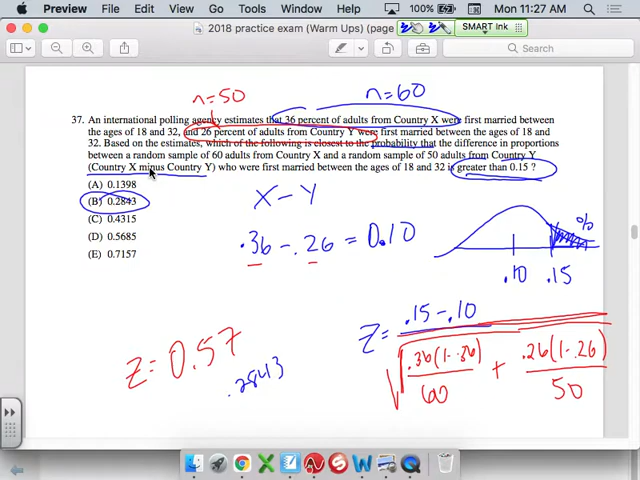 Preview File Edit View Go Tools Window Help 100% Mon 11:27 AM
SMART Ink
2018 practice exam (Warm Ups) (page
Search
n=50
n=60
37. An international polling agency estimates that 36 percent of adults from Country X were first married between
the ages of 18 and 32, and 26 percent of adults from Country Y were first married between the ages of 18 and
32. Based on the estimates, which of the following is closest to the probability that the difference in proportions
between a random sample of 60 adults from Country X and a random sample of 50 adults from Country Y
(Country X minus Country Y) who were first married between the ages of 18 and 32 is greater than 0.15 ?
(A) 0.1398
(B) 0.2843
(C) 0.4315
(D) 0.5685
(E) 0.7157
X - Y
.36 - .26 = 0.10
%
.10 .15
Z = .15 - .10
.36(1-.36) + .26(1-.26)
60 50
Z = 0.57
.2843